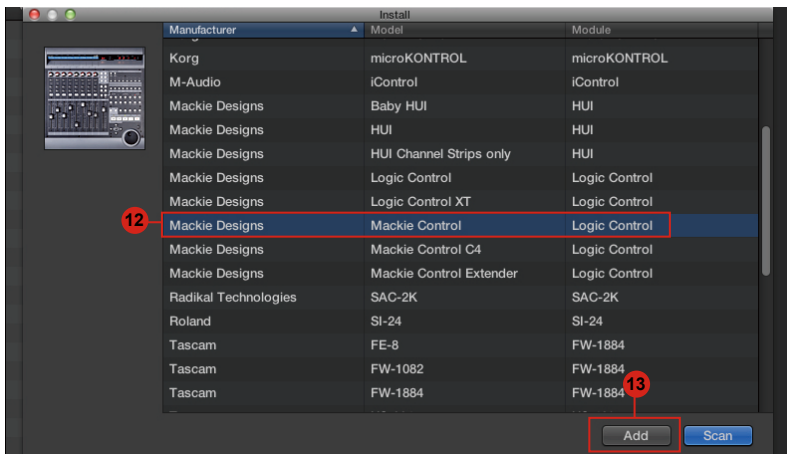 Install
Manufacturer Model Module
Korg microKONTROL microKONTROL
M-Audio iControl iControl
Mackie Designs Baby HUI HUI
Mackie Designs HUI HUI
Mackie Designs HUI Channel Strips only HUI
Mackie Designs Logic Control Logic Control
Mackie Designs Logic Control XT Logic Control
12 Mackie Designs Mackie Control Logic Control
Mackie Designs Mackie Control C4 Logic Control
Mackie Designs Mackie Control Extender Logic Control
Radikal Technologies SAC-2K SAC-2K
Roland SI-24 SI-24
Tascam FE-8 FW-1884
Tascam FW-1082 FW-1884
Tascam FW-1884 FW-1884
13
Add Scan